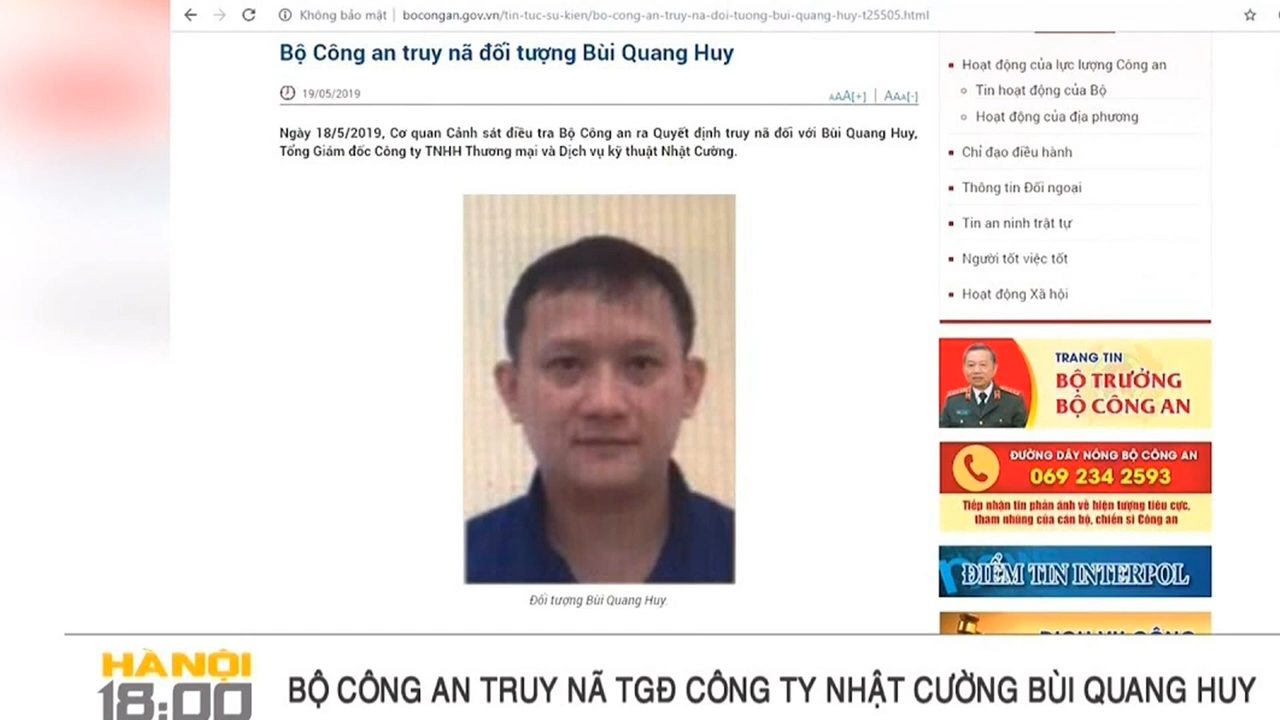 Không bảo mật | bocongan.gov.vn/tin-tuc-su-kien/bo-cong-an-truy-na-doi-tuong-bui-quang-huy-t25505.html
Bộ Công an truy nã đối tượng Bùi Quang Huy
19/05/2019
AAA[+] | AAA[-]
Ngày 18/5/2019, Cơ quan Cảnh sát điều tra Bộ Công an ra Quyết định truy nã đối với Bùi Quang Huy,
Tổng Giám đốc Công ty TNHH Thương mại và Dịch vụ kỹ thuật Nhật Cường.
Đối tượng Bùi Quang Huy.
Hoạt động của lực lượng Công an
Tin hoạt động của Bộ
Hoạt động của địa phương
Chỉ đạo điều hành
Thông tin Đối ngoại
Tin an ninh trật tự
Người tốt việc tốt
Hoạt động Xã hội
TRANG TIN
BỘ TRƯỞNG
BỘ CÔNG AN
ĐƯỜNG DÂY NÓNG BỘ CÔNG AN
069 234 2593
Tiếp nhận tin phản ánh về hiện tượng tiêu cực,
tham nhũng của cán bộ, chiến sĩ Công an
ĐIỂM TIN INTERPOL
HÀNỘI
18:00
BỘ CÔNG AN TRUY NÃ TGĐ CÔNG TY NHẬT CƯỜNG BÙI QUANG HUY